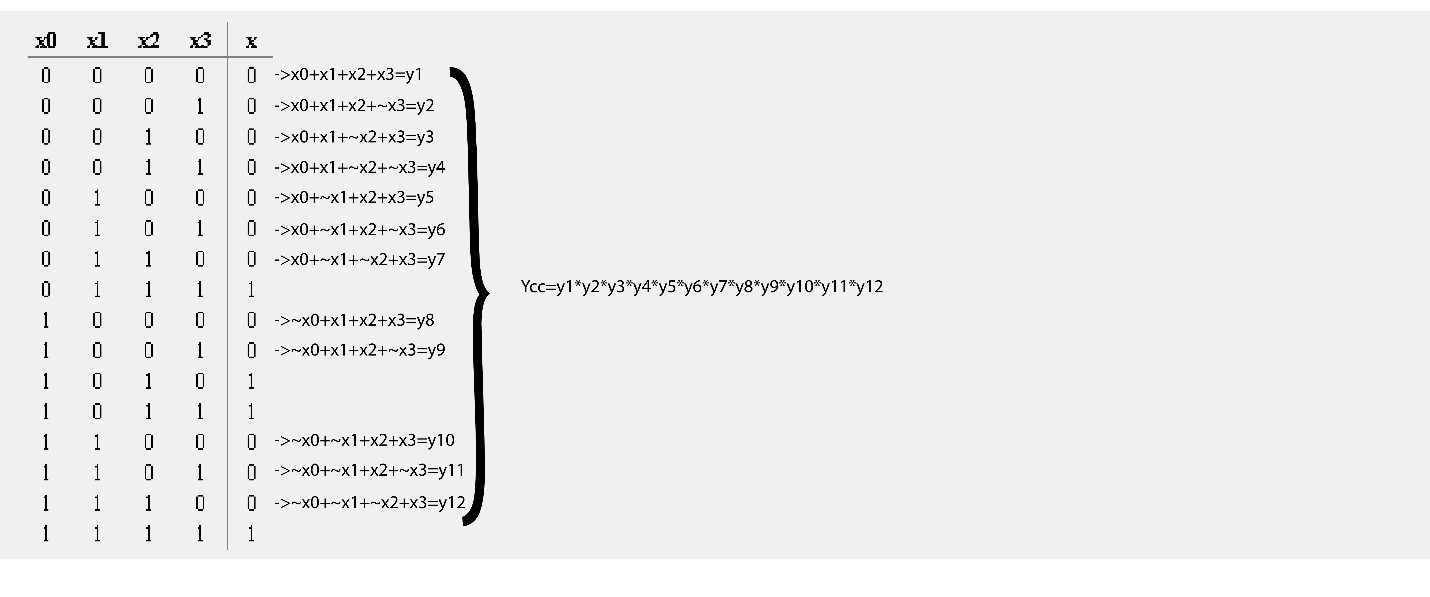 x0 x1 x2 x3 x
0 0 0 0 0 ->x0+x1+x2+x3=y1
0 0 0 1 0 ->x0+x1+x2+~x3=y2
0 0 1 0 0 ->x0+x1+~x2+x3=y3
0 0 1 1 0 ->x0+x1+~x2+~x3=y4
0 1 0 0 0 ->x0+~x1+x2+x3=y5
0 1 0 1 0 ->x0+~x1+x2+~x3=y6
0 1 1 0 0 ->x0+~x1+~x2+x3=y7
0 1 1 1 1
Ycc=y1*y2*y3*y4*y5*y6*y7*y8*y9*y10*y11*y12
1 0 0 0 0 ->~x0+x1+x2+x3=y8
1 0 0 1 0 ->~x0+x1+x2+~x3=y9
1 0 1 0 1
1 0 1 1 1
1 1 0 0 0 ->~x0+~x1+x2+x3=y10
1 1 0 1 0 ->~x0+~x1+x2+~x3=y11
1 1 1 0 0 ->~x0+~x1+~x2+x3=y12
1 1 1 1 1